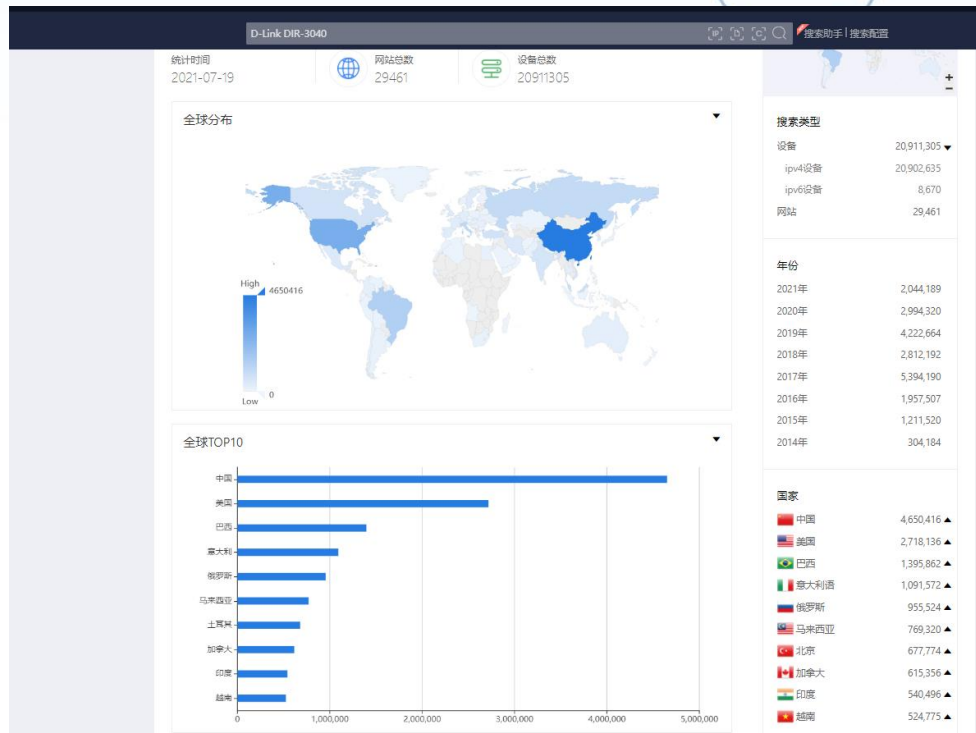 D-Link DIR-3040
搜索助手 | 搜索配置
统计时间
2021-07-19
网站总数
29461
设备总数
20911305
全球分布
High
4650416
0
Low
全球TOP10
中国
美国
巴西
意大利
俄罗斯
马来西亚
土耳其
加拿大
印度
越南
0 1,000,000 2,000,000 3,000,000 4,000,000 5,000,000
+
−
搜索类型
设备 20,911,305
ipv4设备 20,902,635
ipv6设备 8,670
网站 29,461
年份
2021年 2,044,189
2020年 2,994,320
2019年 4,222,664
2018年 2,812,192
2017年 5,394,190
2016年 1,957,507
2015年 1,211,520
2014年 304,184
国家
中国 4,650,416
美国 2,718,136
巴西 1,395,862
意大利语 1,091,572
俄罗斯 955,524
马来西亚 769,320
北京 677,774
加拿大 615,356
印度 540,496
越南 524,775